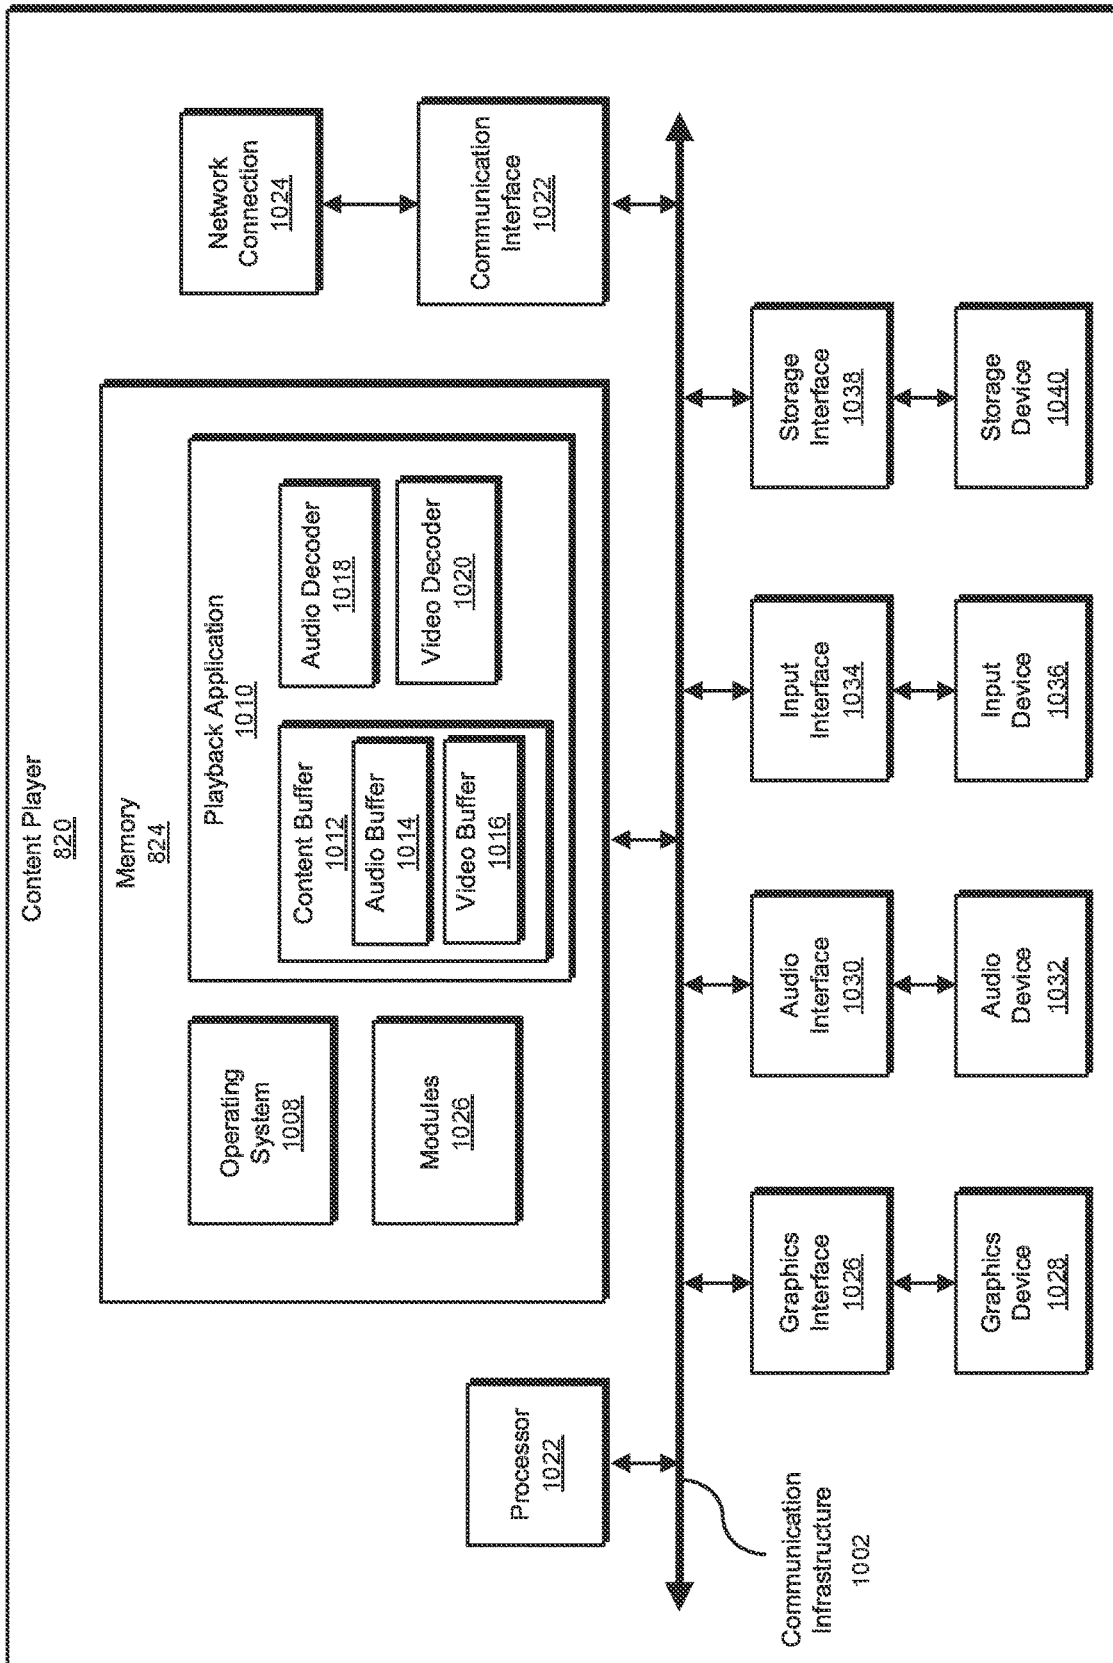 Content Player
820
Memory
824
Operating
System
1008
Modules
1026
Playback Application
1010
Content Buffer
1012
Audio Buffer
1014
Video Buffer
1016
Audio Decoder
1018
Video Decoder
1020
Network
Connection
1024
Processor
1022
Communication
Interface
1022
Communication
Infrastructure
1002
Graphics
Interface
1026
Audio
Interface
1030
Input
Interface
1034
Storage
Interface
1038
Graphics
Device
1028
Audio
Device
1032
Input
Device
1036
Storage
Device
1040